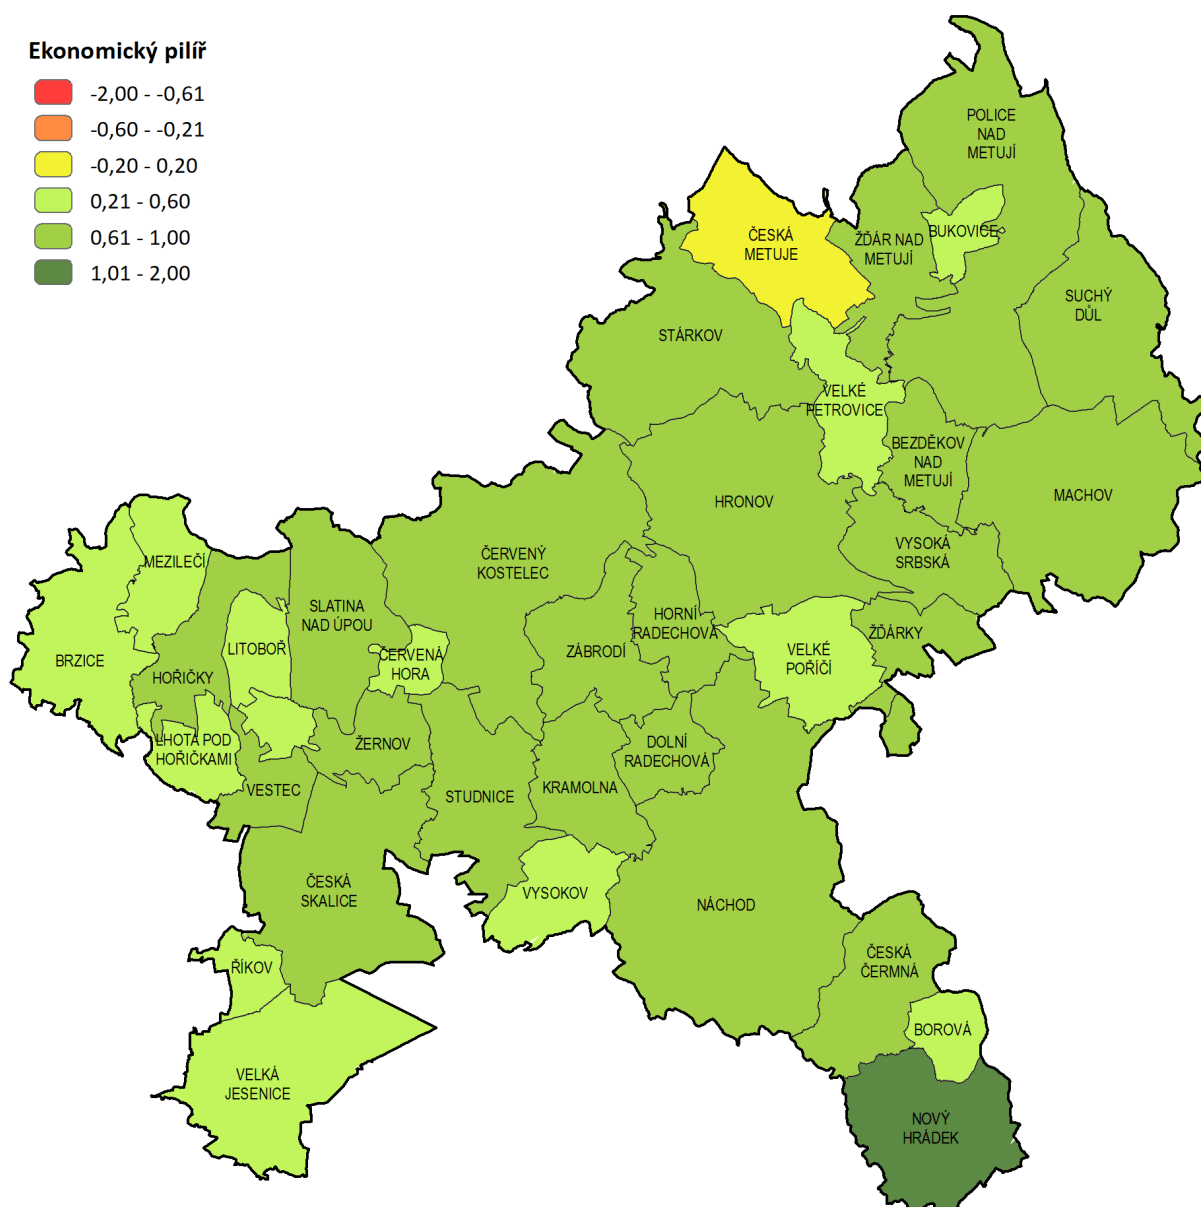 Ekonomický pilíř
-2,00 - -0,61
-0,60 - -0,21
-0,20 - 0,20
0,21 - 0,60
0,61 - 1,00
1,01 - 2,00
POLICE
NAD
METUJÍ
ČESKÁ
METUJE
ŽĎÁR NAD
METUJÍ
BUKOVICE
SUCHÝ
DŮL
STÁRKOV
VELKÉ
PETROVICE
BEZDĚKOV
NAD
METUJÍ
MACHOV
HRONOV
VYSOKÁ
SRBSKÁ
ČERVENÝ
KOSTELEC
MEZILEČÍ
SLATINA
NAD ÚPOU
HORNÍ
RADECHOVÁ
ŽĎÁRKY
BRZICE
LITOBOŘ
ČERVENÁ
HORA
ZÁBRODÍ
VELKÉ
POŘÍČÍ
HOŘIČKY
LHOTA POD
HOŘIČKAMI
ŽERNOV
DOLNÍ
RADECHOVÁ
VESTEC
STUDNICE
KRAMOLNA
ČESKÁ
SKALICE
VYSOKOV
NÁCHOD
ŘÍKOV
ČESKÁ
ČERMNÁ
BOROVÁ
VELKÁ
JESENICE
NOVÝ
HRÁDEK